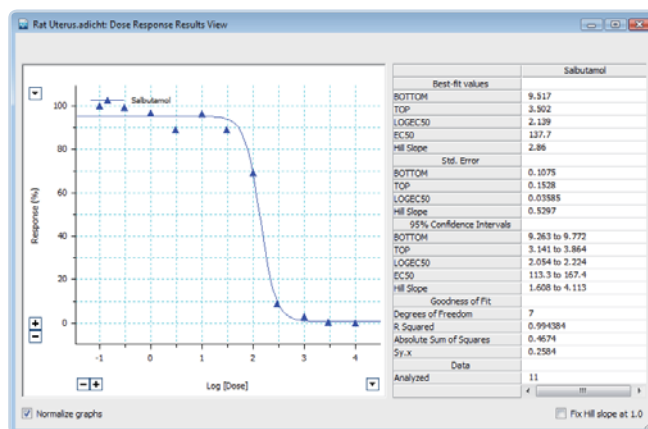 Rat Uterus.adicht: Dose Response Results View
Salbutamol
100
80
60
40
20
0
Response (%)
-1 0 1 2 3 4
Log [Dose]
Normalize graphs
Salbutamol
Best-fit values
BOTTOM 9.517
TOP 3.502
LOGEC50 2.139
EC50 137.7
Hill Slope 2.86
Std. Error
BOTTOM 0.1075
TOP 0.1528
LOGEC50 0.03585
Hill Slope 0.5297
95% Confidence Intervals
BOTTOM 9.263 to 9.772
TOP 3.141 to 3.864
LOGEC50 2.054 to 2.224
EC50 113.3 to 167.4
Hill Slope 1.608 to 4.113
Goodness of Fit
Degrees of Freedom 7
R Squared 0.994384
Absolute Sum of Squares 0.4674
Sy.x 0.2584
Data
Analyzed 11
Fix Hill slope at 1.0